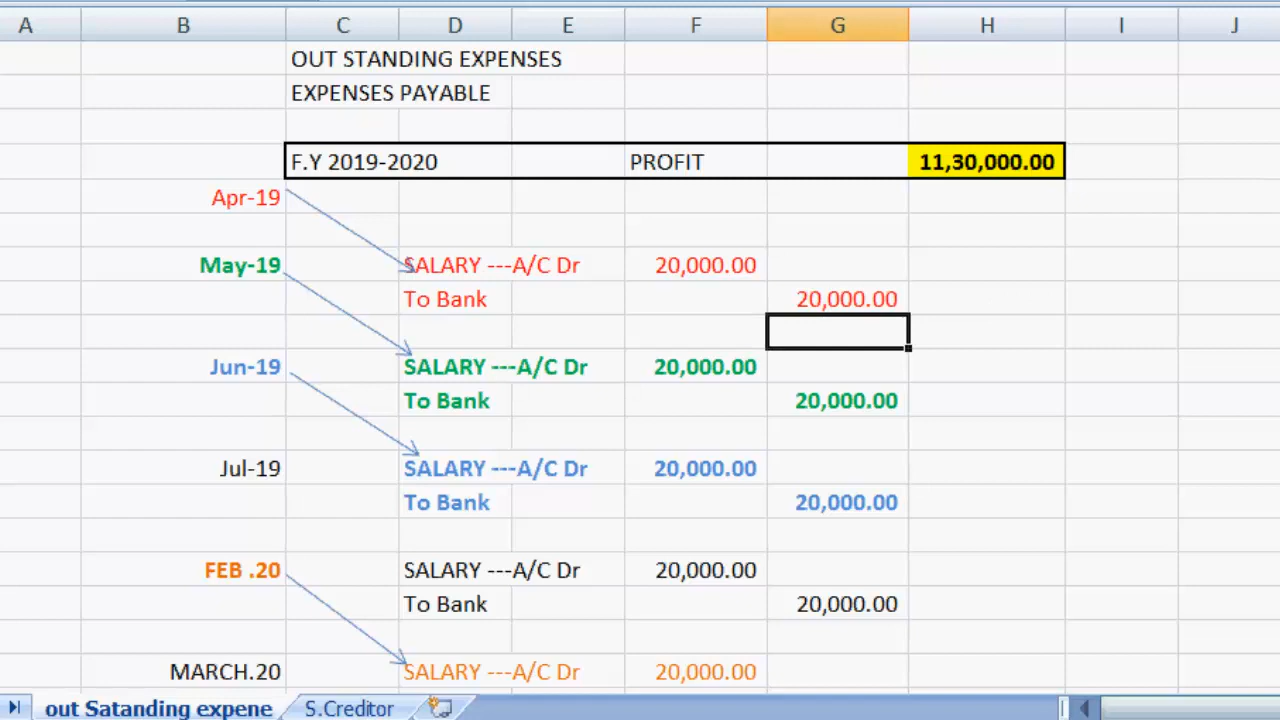 A B C D E F G H I J
OUT STANDING EXPENSES
EXPENSES PAYABLE
F.Y 2019-2020 PROFIT 11,30,000.00
Apr-19
May-19 SALARY ---A/C Dr 20,000.00
To Bank 20,000.00
Jun-19 SALARY ---A/C Dr 20,000.00
To Bank 20,000.00
Jul-19 SALARY ---A/C Dr 20,000.00
To Bank 20,000.00
FEB .20 SALARY ---A/C Dr 20,000.00
To Bank 20,000.00
MARCH.20 SALARY ---A/C Dr 20,000.00
out Satanding expene S.Creditor